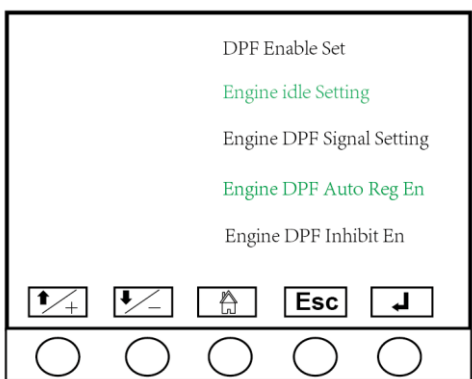 DPF Enable Set
Engine idle Setting
Engine DPF Signal Setting
Engine DPF Auto Reg En
Engine DPF Inhibit En
+ - Esc